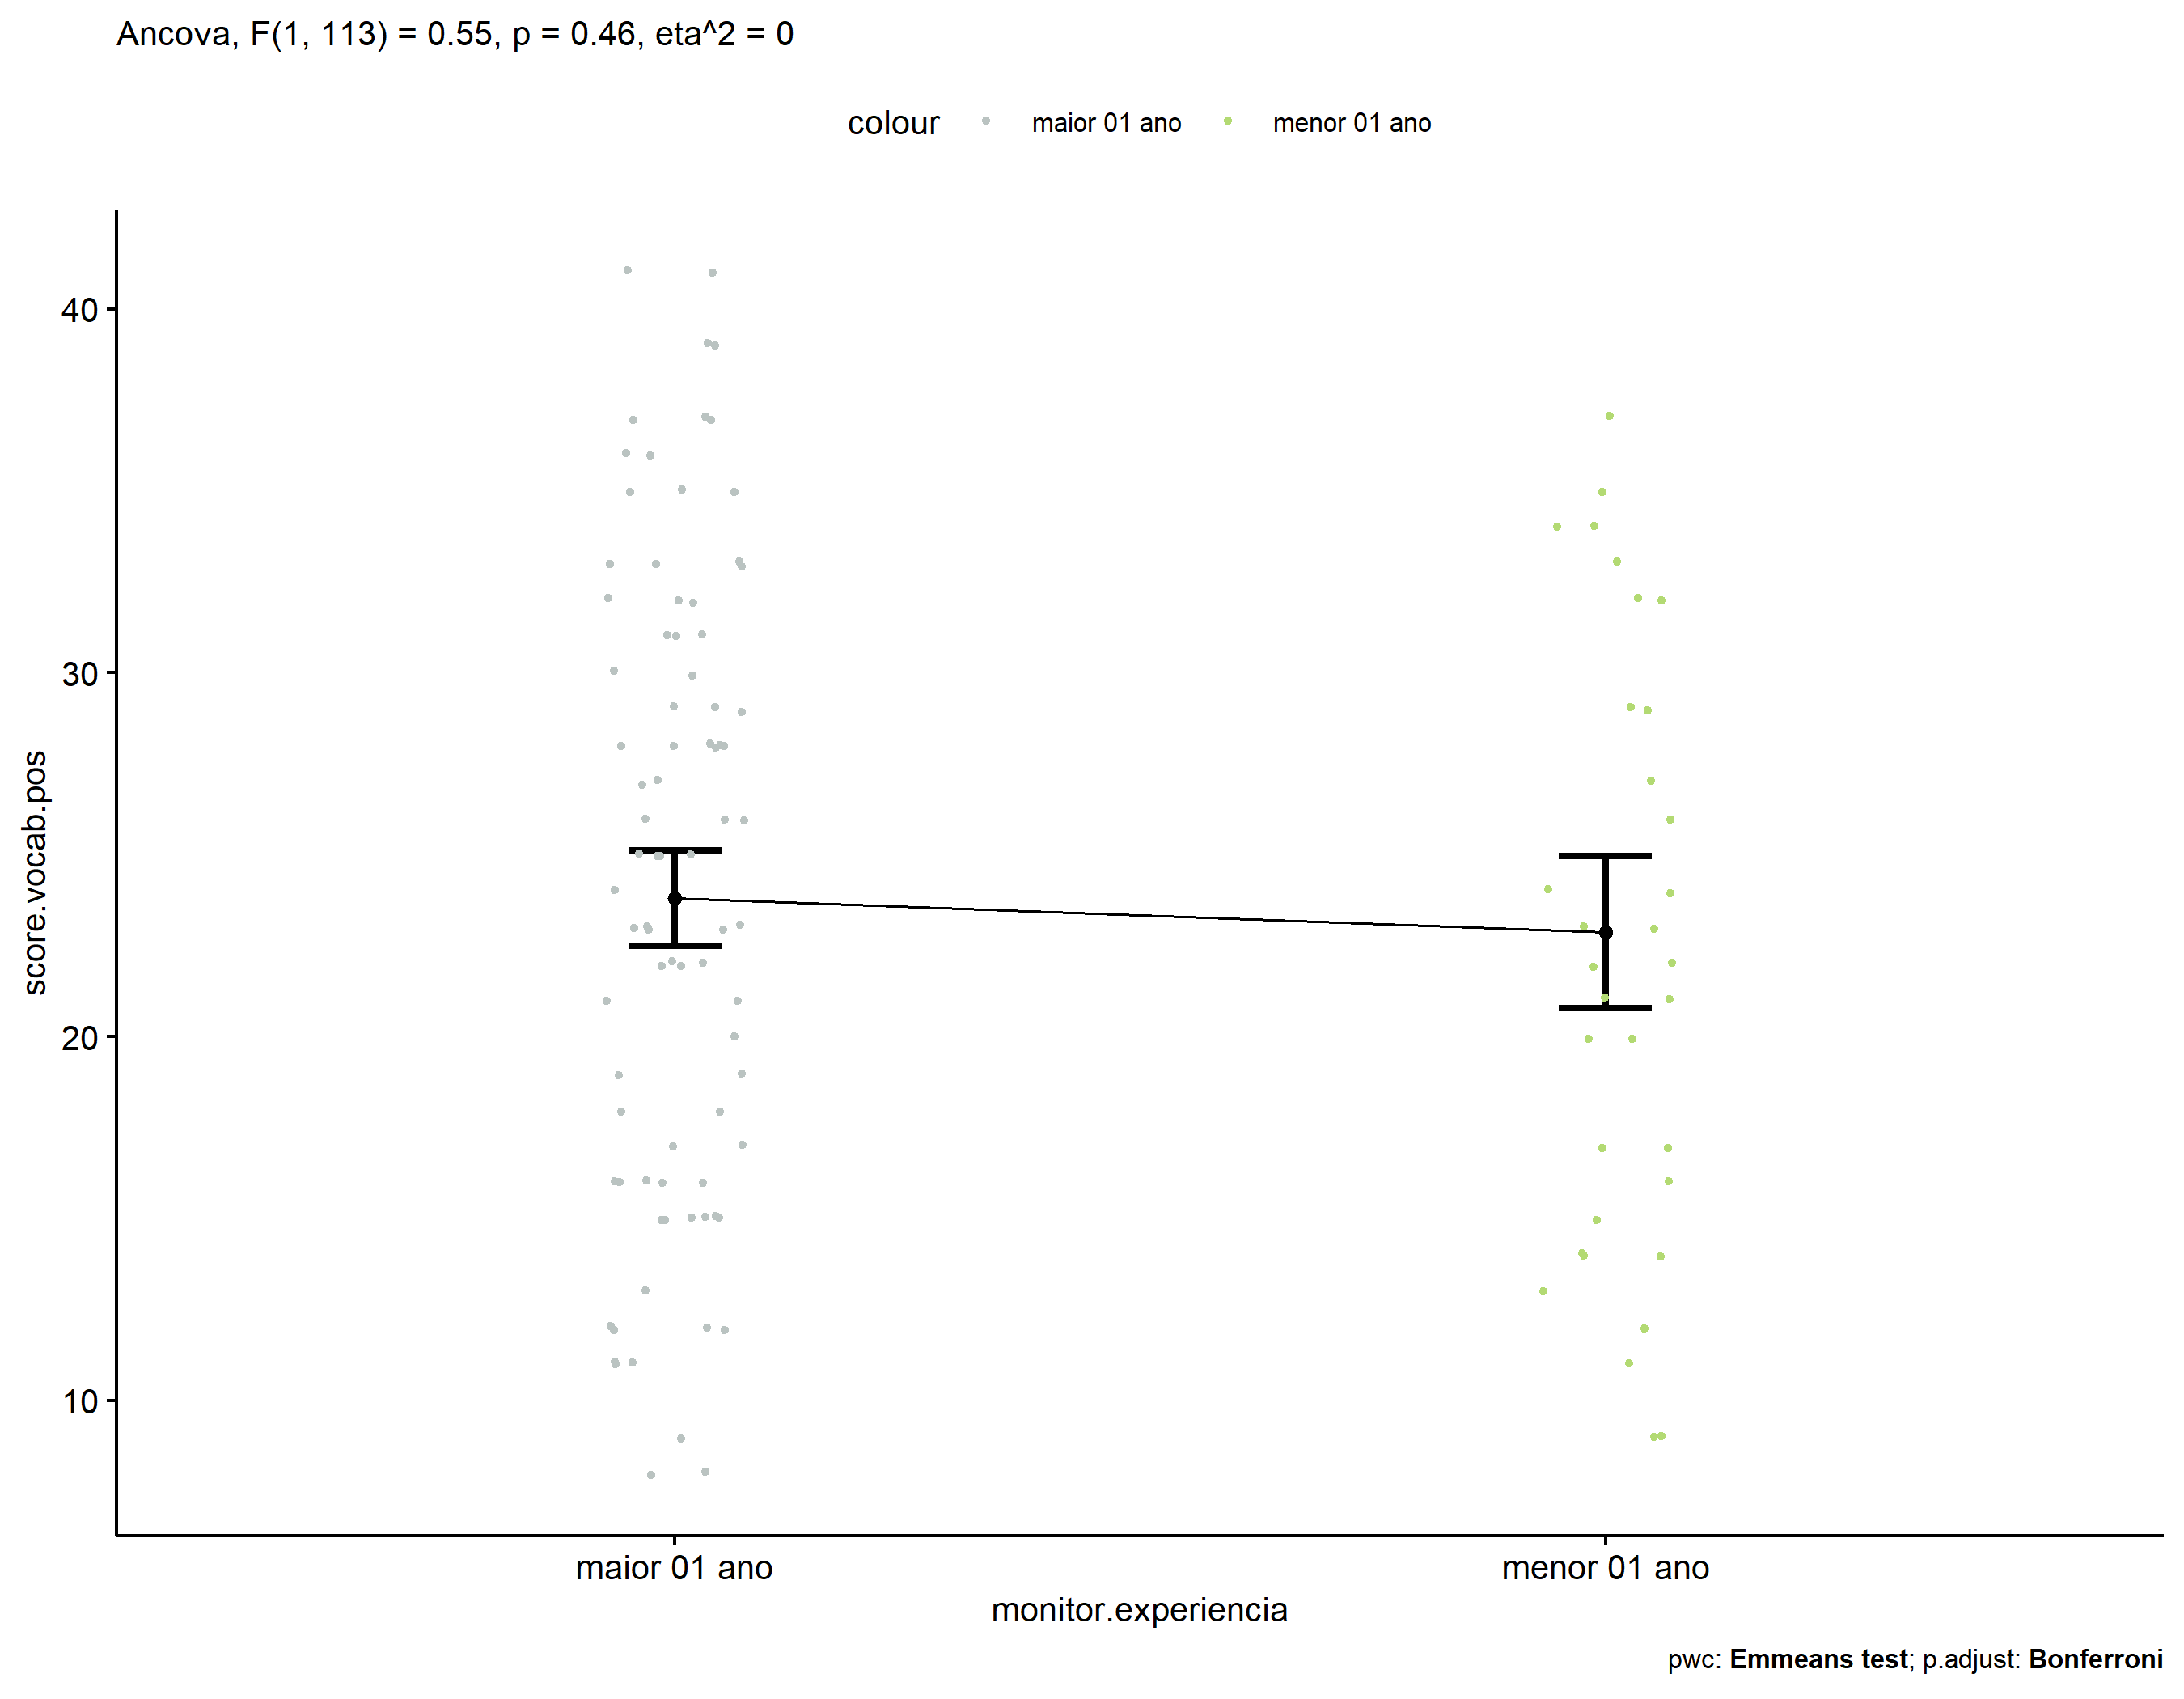 Ancova, F(1, 113) = 0.55, p = 0.46, eta^2 = 0
colour maior 01 ano menor 01 ano
40
30
20
10
score.vocab.pos
maior 01 ano menor 01 ano
monitor.experiencia
pwc: Emmeans test; p.adjust: Bonferroni